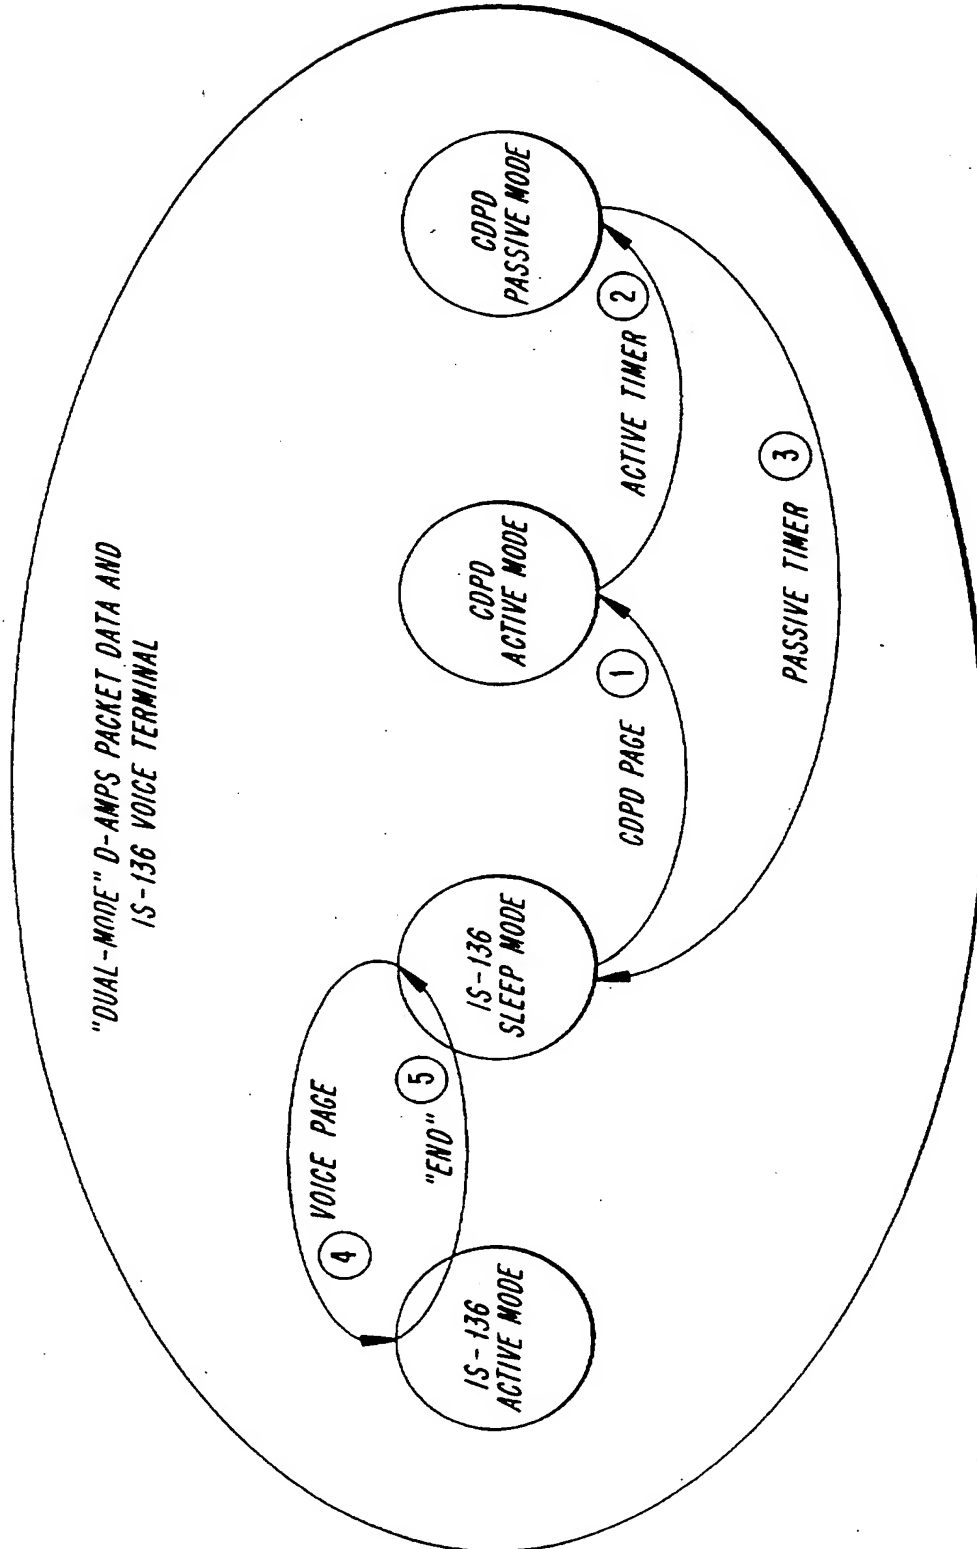 "DUAL-MODE" D-AMPS PACKET DATA AND
IS-136 VOICE TERMINAL
4
VOICE PAGE
"END"
5
IS-136
ACTIVE MODE
IS-136
SLEEP MODE
CDPD
ACTIVE MODE
CDPD
PASSIVE MODE
CDPD PAGE
1
ACTIVE TIMER
2
PASSIVE TIMER
3